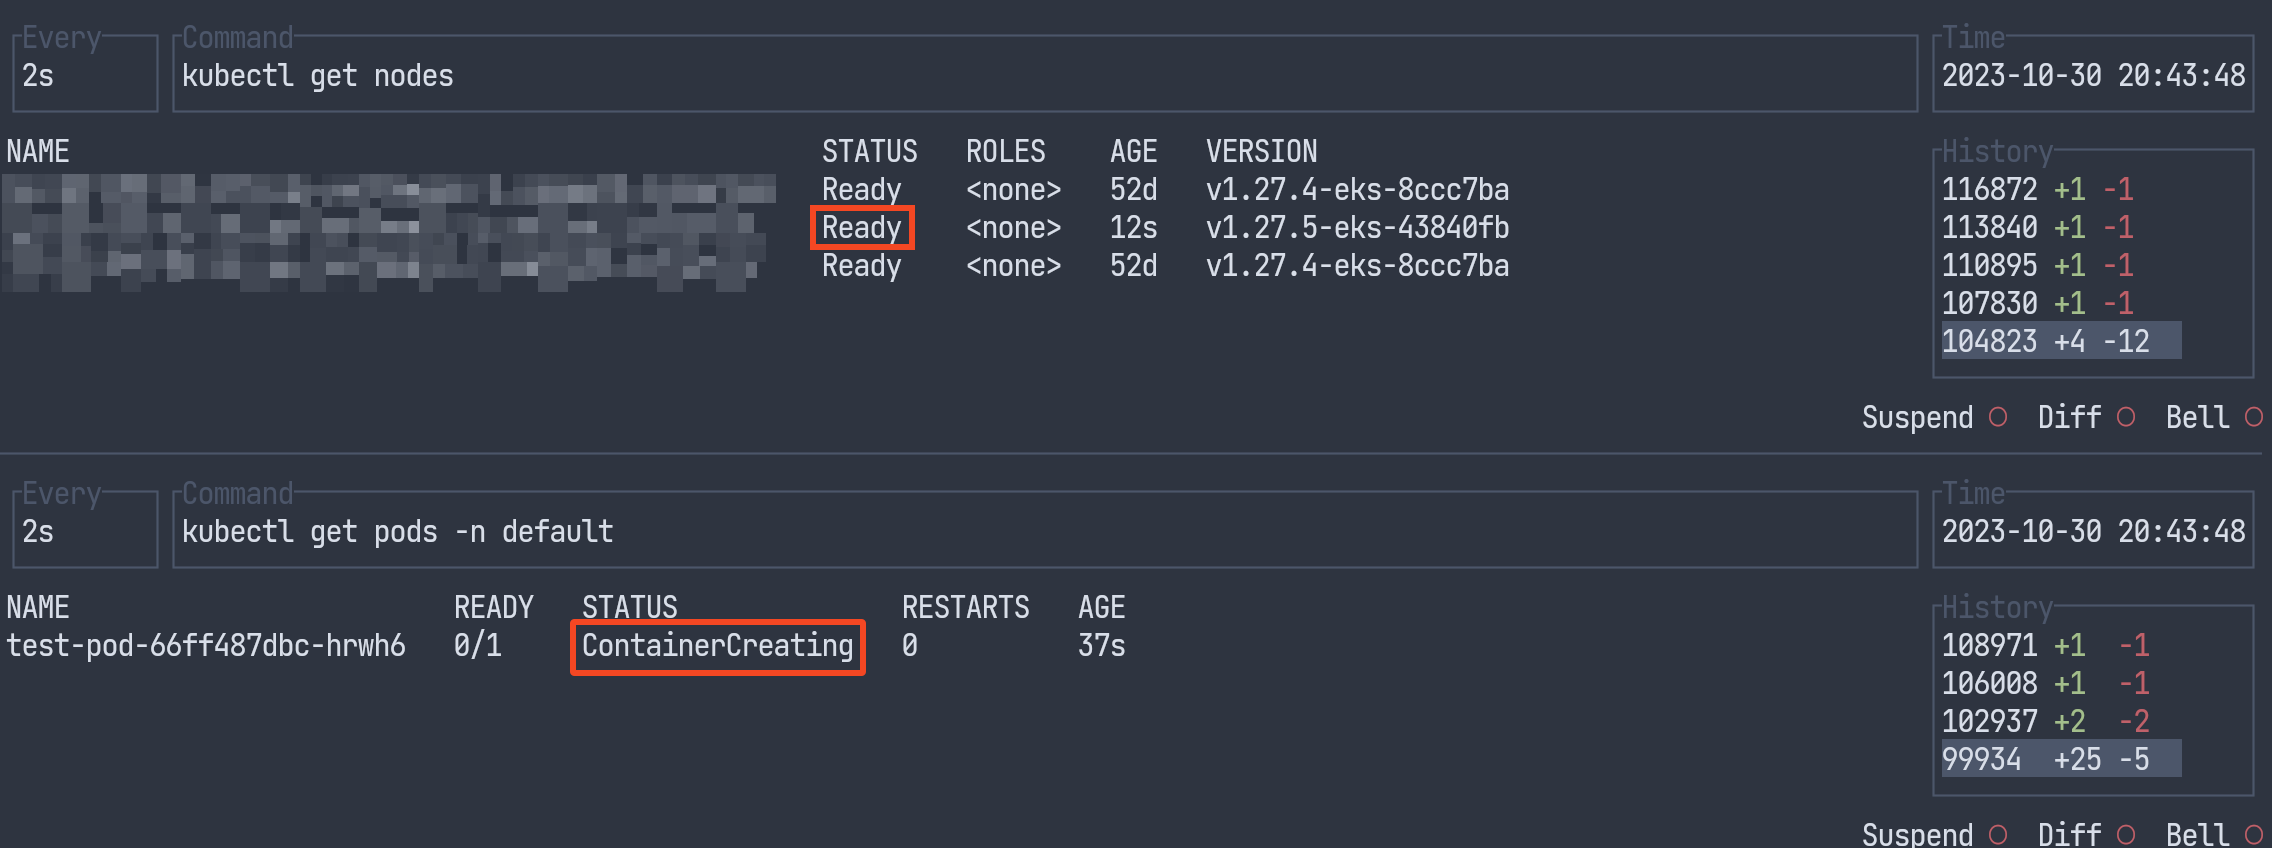 Every Command Time
2s kubectl get nodes 2023-10-30 20:43:48
NAME STATUS ROLES AGE VERSION History
Ready <none> 52d v1.27.4-eks-8ccc7ba 116872 +1 -1
Ready <none> 12s v1.27.5-eks-43840fb 113840 +1 -1
Ready <none> 52d v1.27.4-eks-8ccc7ba 110895 +1 -1
107830 +1 -1
104823 +4 -12
Suspend ○ Diff ○ Bell ○
Every Command Time
2s kubectl get pods -n default 2023-10-30 20:43:48
NAME READY STATUS RESTARTS AGE History
test-pod-66ff487dbc-hrwh6 0/1 ContainerCreating 0 37s 108971 +1 -1
106008 +1 -1
102937 +2 -2
99934 +25 -5
Suspend ○ Diff ○ Bell ○